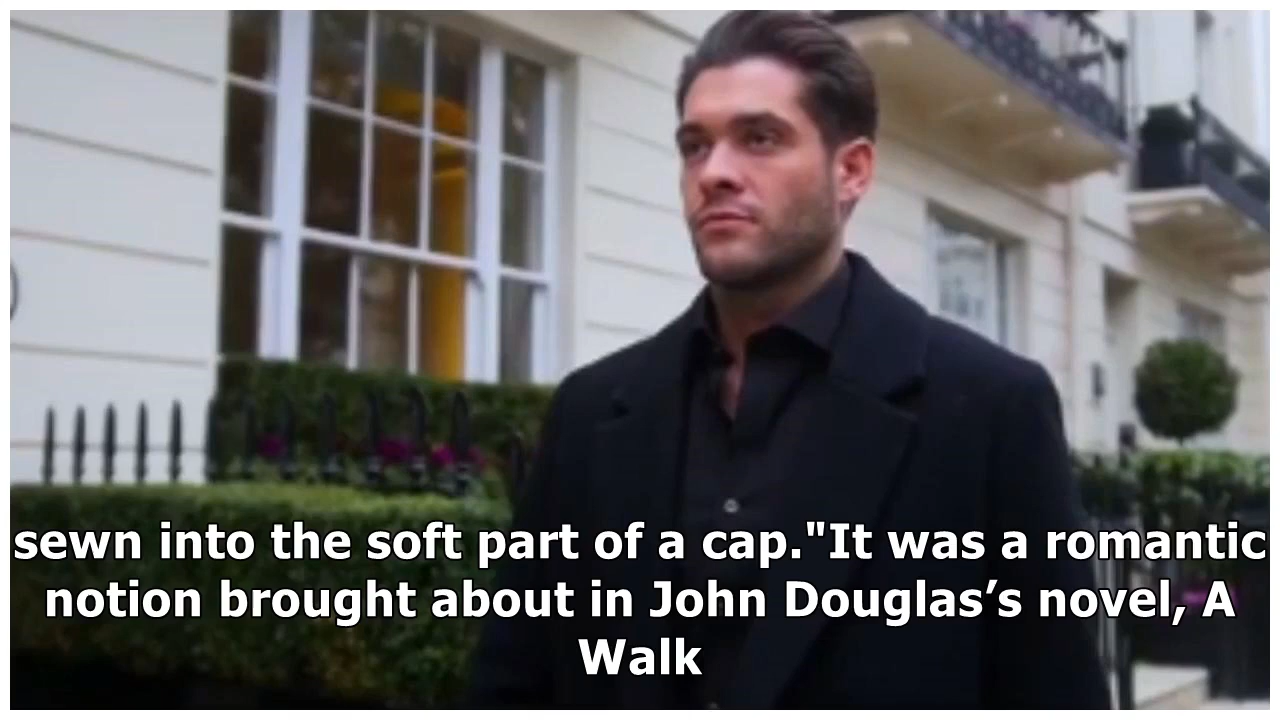 sewn into the soft part of a cap."It was a romantic
notion brought about in John Douglas’s novel, A
Walk